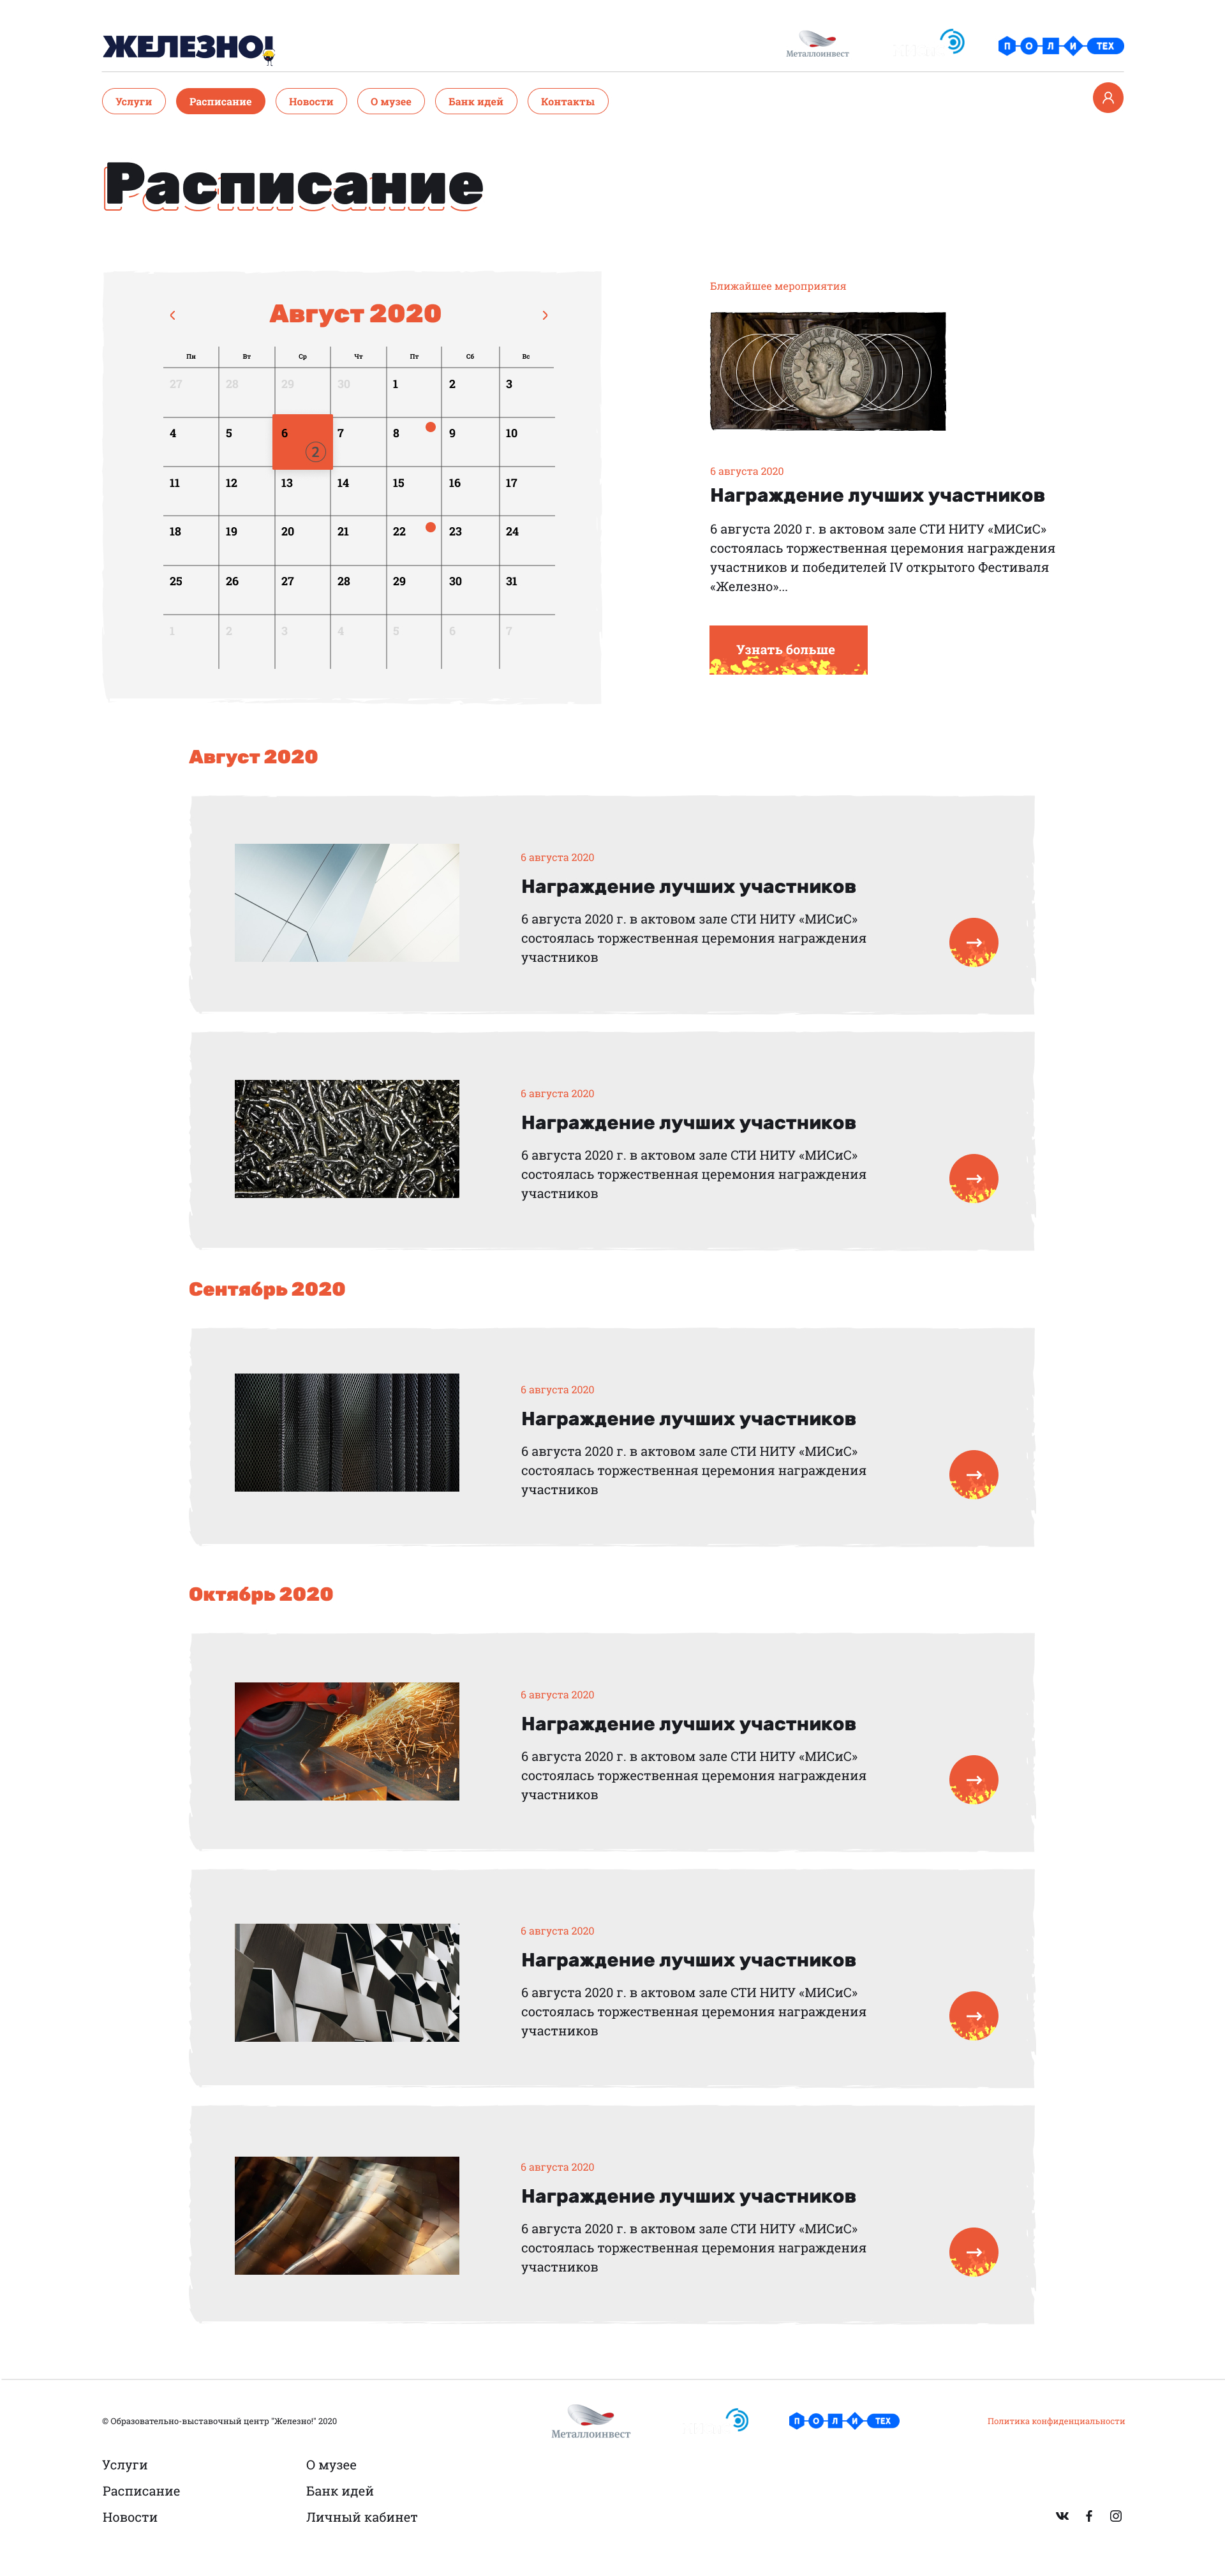 ЖЕЛЕЗНО!
Металлоинвест
ПОЛИТЕХ
Услуги
Расписание
Новости
О музее
Банк идей
Контакты
Расписание
Август 2020
Пн Вт Ср Чт Пт Сб Вс
27 28 29 30 1 2 3
4 5 6 7 8 9 10
2
11 12 13 14 15 16 17
18 19 20 21 22 23 24
25 26 27 28 29 30 31
1 2 3 4 5 6 7
Ближайшее мероприятия
6 августа 2020
Награждение лучших участников
6 августа 2020 г. в актовом зале СТИ НИТУ «МИСиС»
состоялась торжественная церемония награждения
участников и победителей IV открытого Фестиваля
«Железно»...
Узнать больше
Август 2020
6 августа 2020
Награждение лучших участников
6 августа 2020 г. в актовом зале СТИ НИТУ «МИСиС»
состоялась торжественная церемония награждения
участников
6 августа 2020
Награждение лучших участников
6 августа 2020 г. в актовом зале СТИ НИТУ «МИСиС»
состоялась торжественная церемония награждения
участников
Сентябрь 2020
6 августа 2020
Награждение лучших участников
6 августа 2020 г. в актовом зале СТИ НИТУ «МИСиС»
состоялась торжественная церемония награждения
участников
Октябрь 2020
6 августа 2020
Награждение лучших участников
6 августа 2020 г. в актовом зале СТИ НИТУ «МИСиС»
состоялась торжественная церемония награждения
участников
6 августа 2020
Награждение лучших участников
6 августа 2020 г. в актовом зале СТИ НИТУ «МИСиС»
состоялась торжественная церемония награждения
участников
6 августа 2020
Награждение лучших участников
6 августа 2020 г. в актовом зале СТИ НИТУ «МИСиС»
состоялась торжественная церемония награждения
участников
© Образовательно-выставочный центр "Железно!" 2020
Металлоинвест
ПОЛИТЕХ
Политика конфиденциальности
Услуги
Расписание
Новости
О музее
Банк идей
Личный кабинет